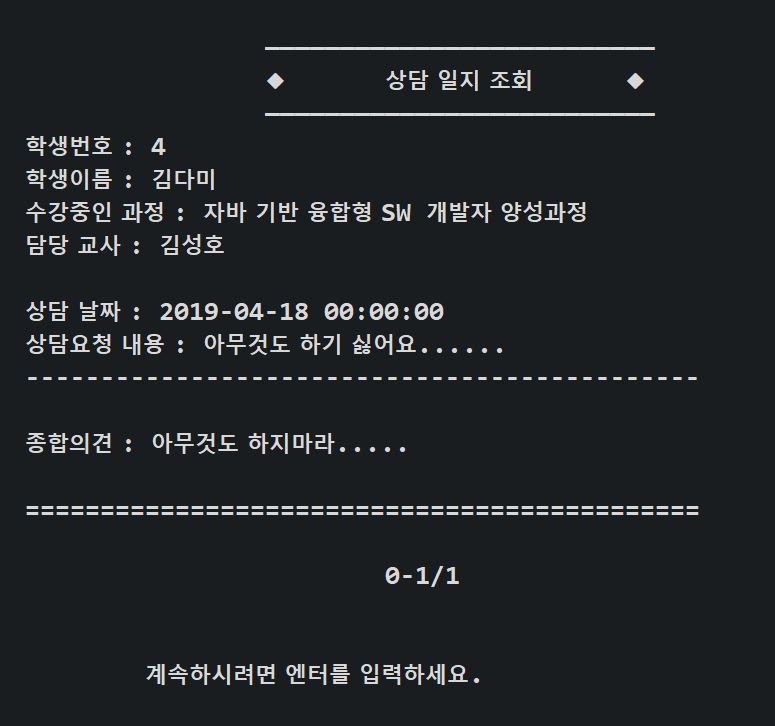 ◆ 상담 일지 조회 ◆
학생번호 : 4
학생이름 : 김다미
수강중인 과정 : 자바 기반 융합형 SW 개발자 양성과정
담당 교사 : 김성호
상담 날짜 : 2019-04-18 00:00:00
상담요청 내용 : 아무것도 하기 싫어요......
---------------------------------------------
종합의견 : 아무것도 하지마라.....
=============================================
0-1/1
계속하시려면 엔터를 입력하세요.